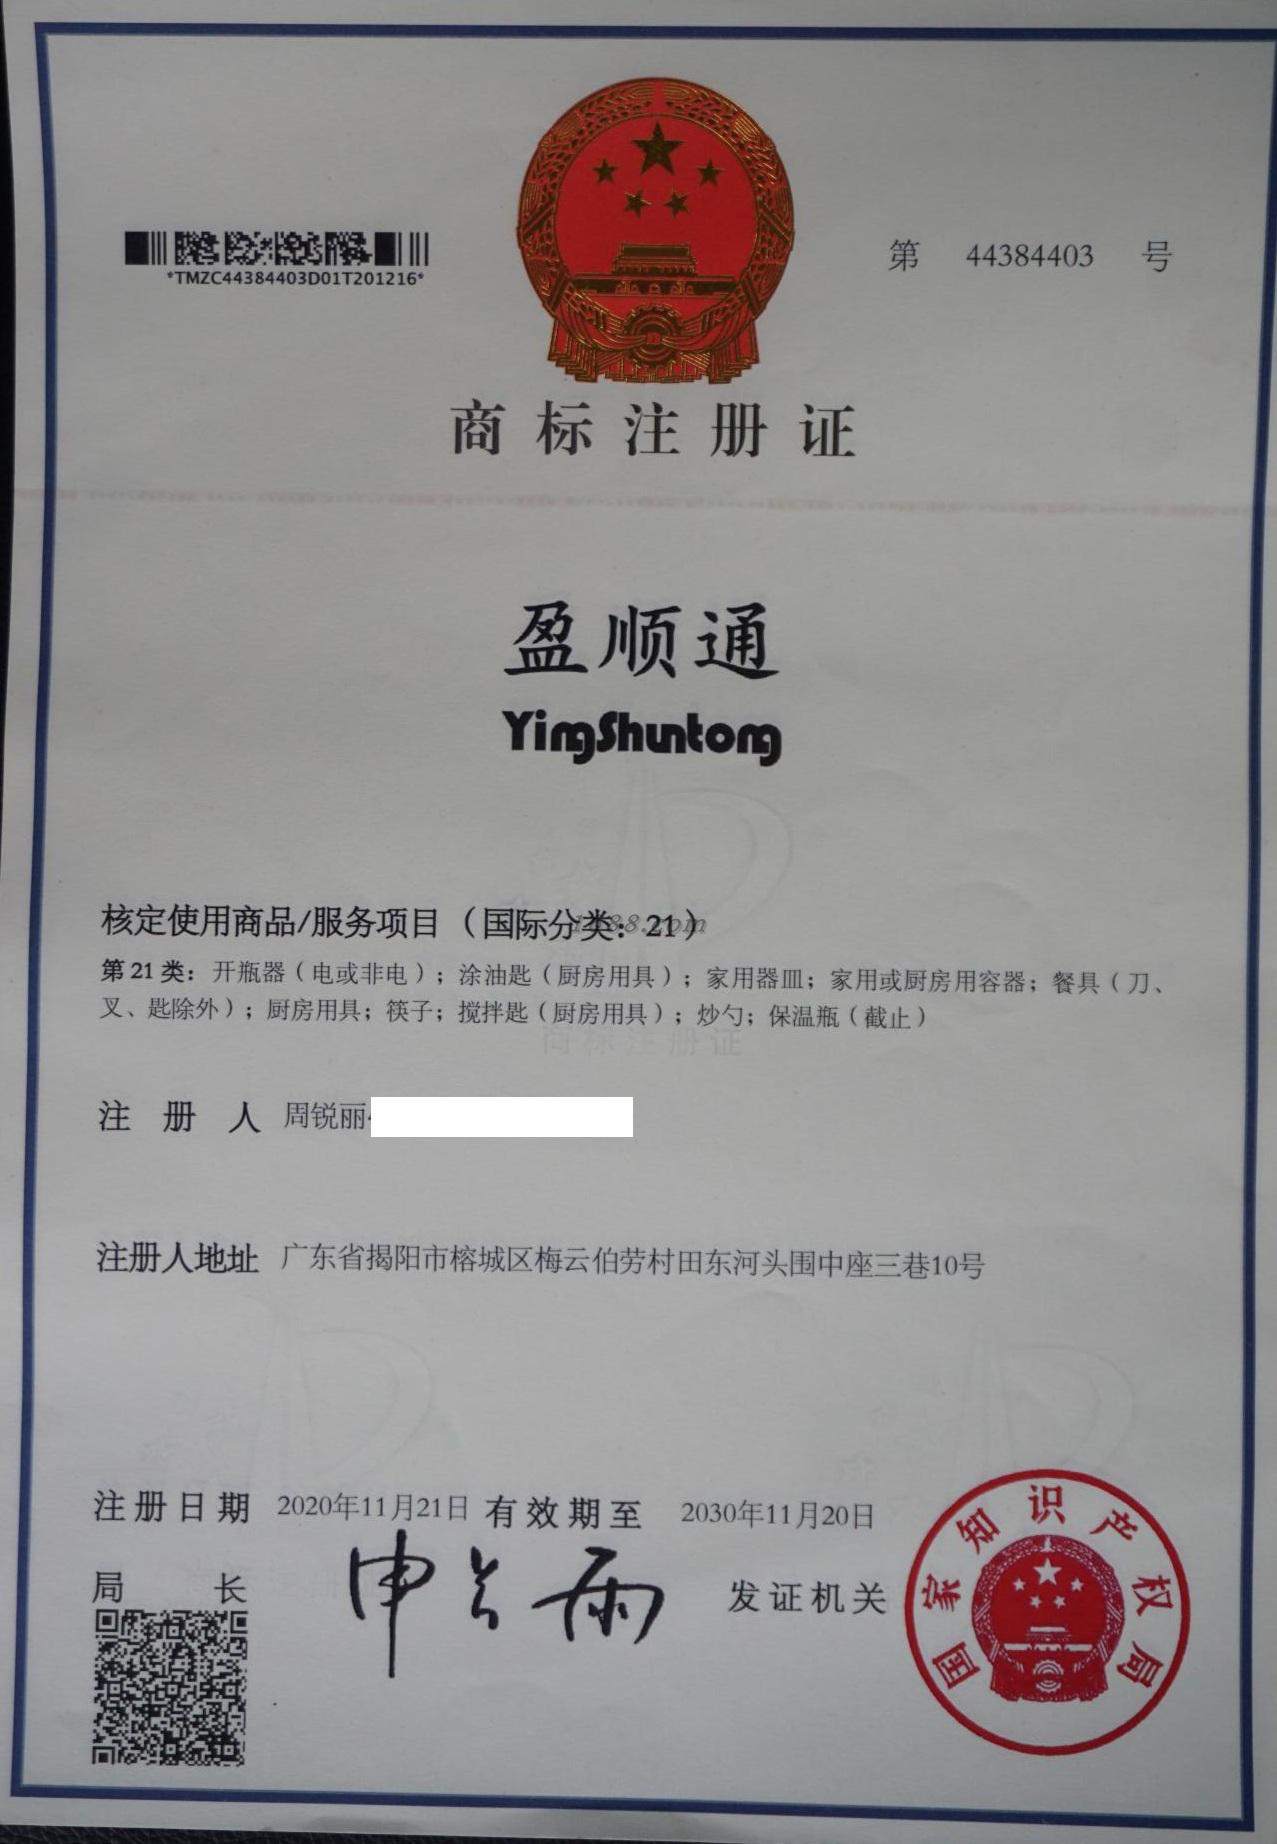 *TMZC44384403D01T201216*
第 44384403 号
商标注册证
盈顺通
YingShuntong
核定使用商品/服务项目（国际分类：21）
第21类：开瓶器（电或非电）；涂油匙（厨房用具）；家用器皿；家用或厨房用容器；餐具（刀、
叉、匙除外）；厨房用具；筷子；搅拌匙（厨房用具）；炒勺；保温瓶（截止）
商标注册证
注册人 周锐丽
注册人地址 广东省揭阳市榕城区梅云伯劳村田东河头围中座三巷10号
注册日期 2020年11月21日 有效期至 2030年11月20日
局长 申长雨 发证机关
国家知识产权局